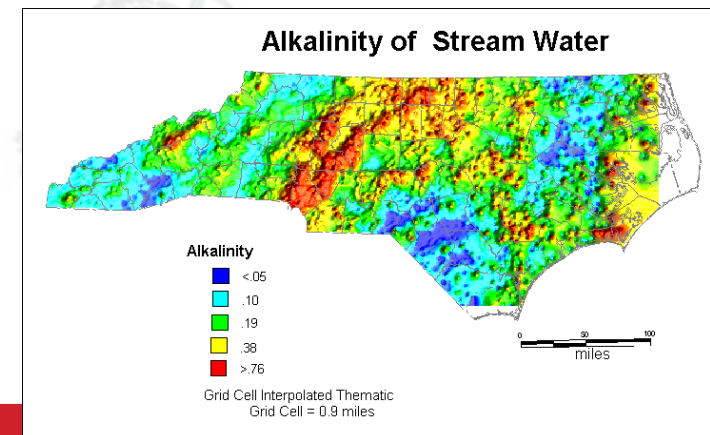 Alkalinity of Stream Water
Alkalinity
<.05
.10
.19
.38
>.76
0 50 100
miles
Grid Cell Interpolated Thematic
Grid Cell = 0.9 miles